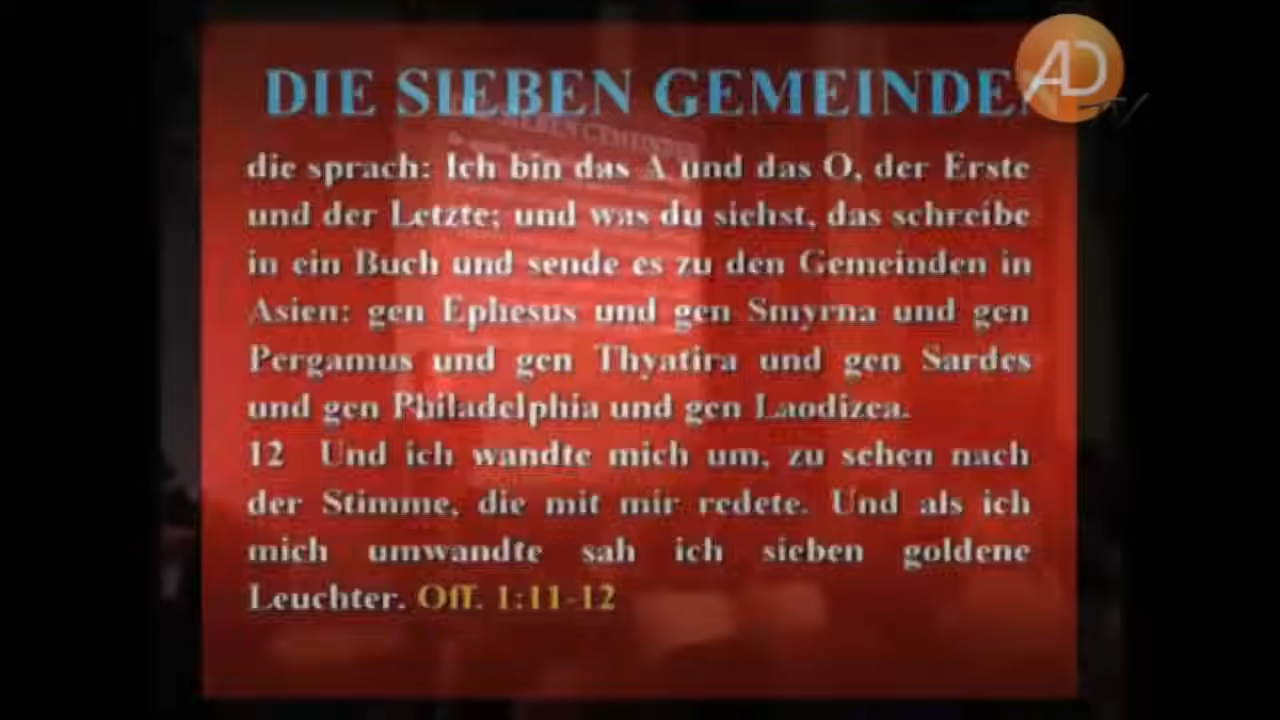 DIE SIEBEN GEMEINDEN
AD
TV
die sprach: Ich bin das A und das O, der Erste
und der Letzte; und was du siehst, das schreibe
in ein Buch und sende es zu den Gemeinden in
Asien: gen Ephesus und gen Smyrna und gen
Pergamus und gen Thyatira und gen Sardes
und gen Philadelphia und gen Laodizea.
12 Und ich wandte mich um, zu sehen nach
der Stimme, die mit mir redete. Und als ich
mich umwandte sah ich sieben goldene
Leuchter. Off. 1:11-12